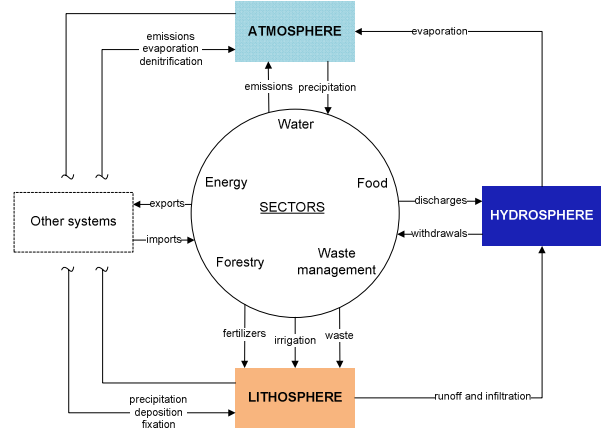 emissions
evaporation
denitrification
ATMOSPHERE
evaporation
emissions
precipitation
Water
Energy
Food
SECTORS
exports
discharges
Other systems
HYDROSPHERE
imports
withdrawals
Forestry
Waste
management
fertilizers
irrigation
waste
precipitation
deposition
fixation
LITHOSPHERE
runoff and infiltration